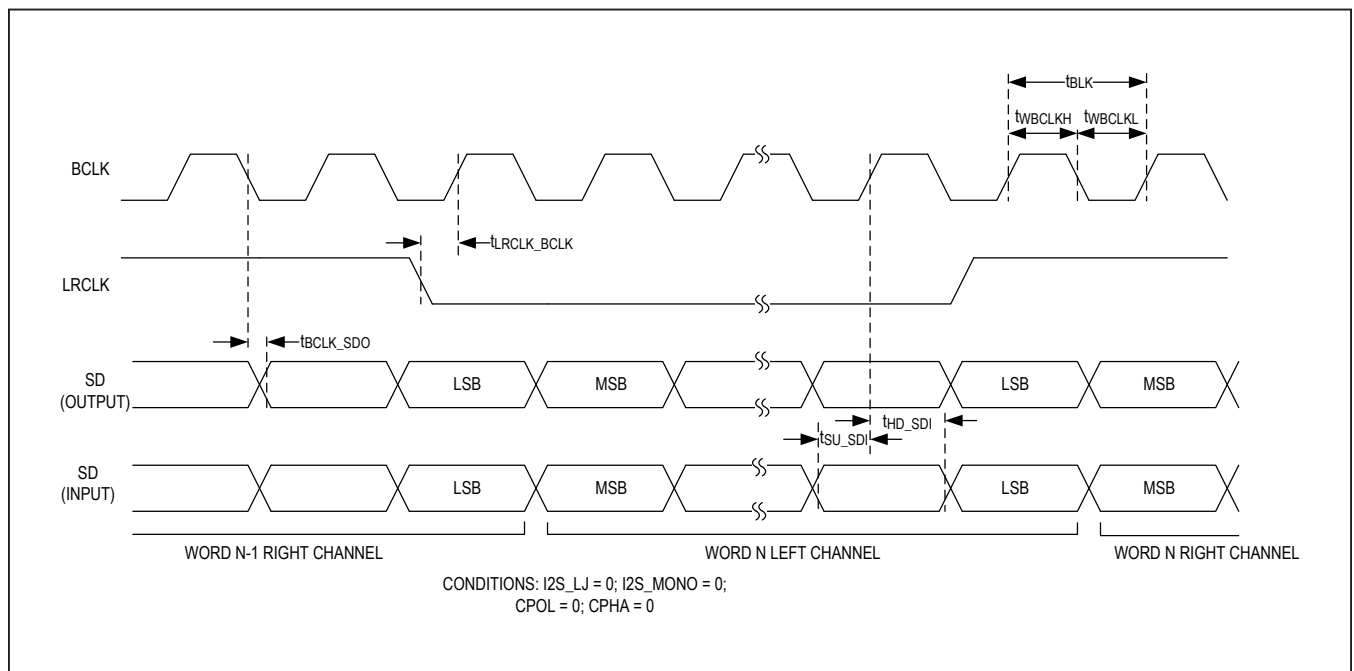 tBLK
tWBCLKH tWBCLKL
BCLK
tLRCLK_BCLK
LRCLK
tBCLK_SDO
SD
(OUTPUT)
LSB MSB LSB MSB
tSU_SDI tHD_SDI
SD
(INPUT)
LSB MSB LSB MSB
WORD N-1 RIGHT CHANNEL WORD N LEFT CHANNEL WORD N RIGHT CHANNEL
CONDITIONS: I2S_LJ = 0; I2S_MONO = 0;
CPOL = 0; CPHA = 0